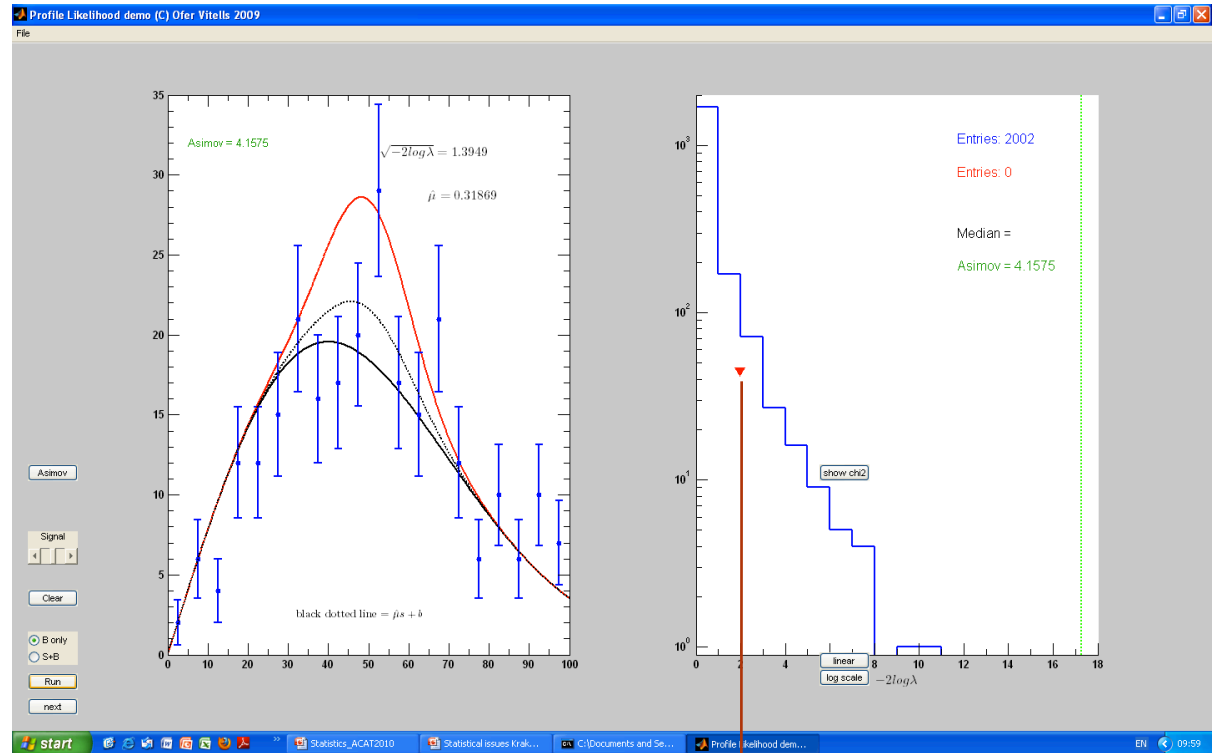 Profile Likelihood demo (C) Ofer Vitells 2009
File
Asimov = 4.1575
√-2logλ = 1.3949
μ̂ = 0.31869
black dotted line = μ̂s + b
35
30
25
20
15
10
5
0
0 10 20 30 40 50 60 70 80 90 100
Entries: 2002
Entries: 0
Median =
Asimov = 4.1575
10³
10²
10¹
10⁰
0 2 4 6 8 10 12 14 16 18
-2logλ
show chi2
linear
log scale
Asimov
Signal
Clear
B only
S+B
Run
next
start
Statistics_ACAT2010
Statistical issues Krak...
C:\Documents and Se...
Profile Likelihood dem...
EN
09:59